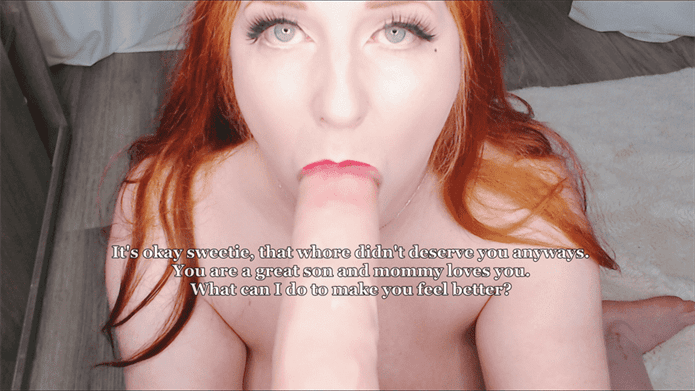 It's okay sweetie, that whore didn't deserve you anyways.
You are a great son and mommy loves you.
What can I do to make you feel better?